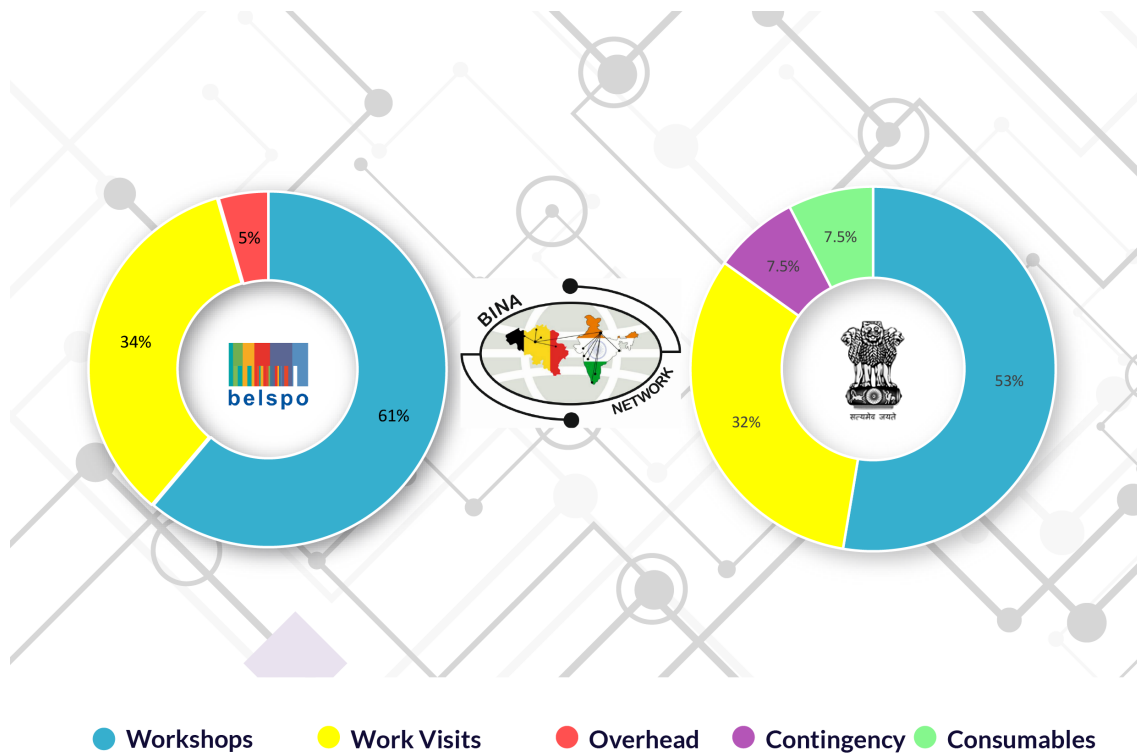 5%
34%
61%
belspo
BINA
NETWORK
7.5%
7.5%
32%
53%
सत्यमेव जयते
Workshops
Work Visits
Overhead
Contingency
Consumables